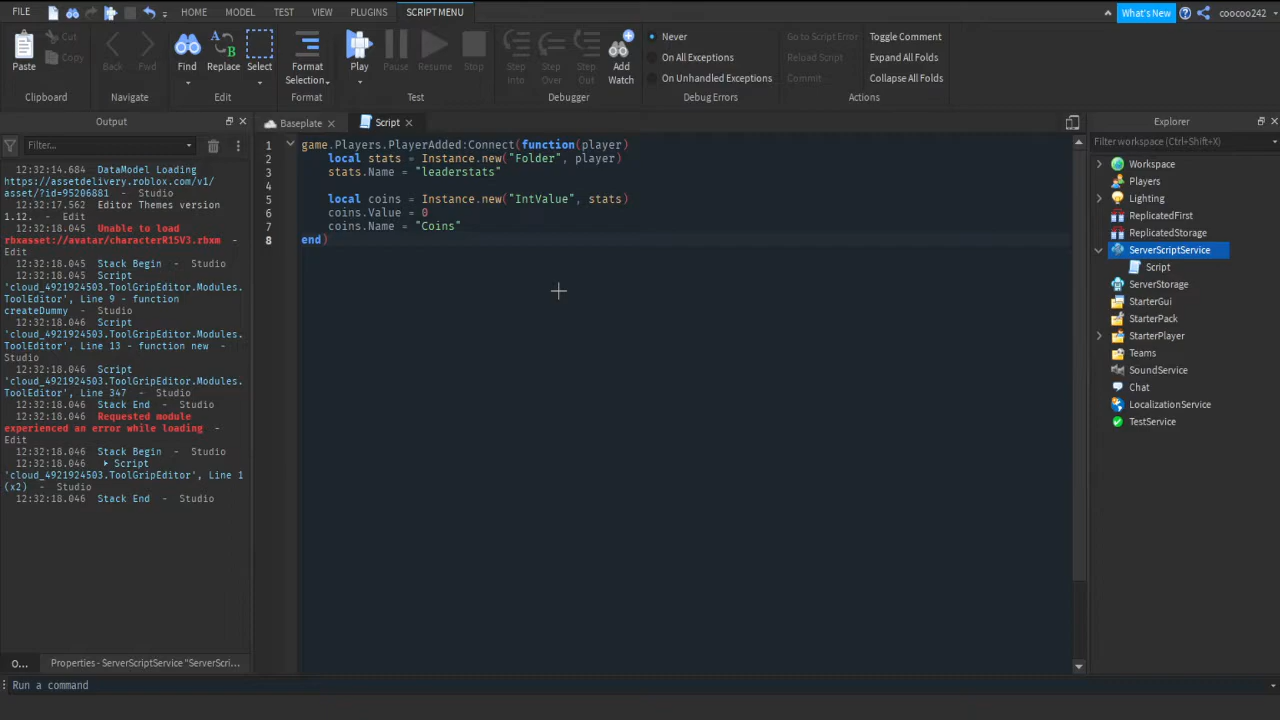 FILE HOME MODEL TEST VIEW PLUGINS SCRIPT MENU What's New coocoo242
Paste Cut Copy Back Fwd Find Replace Select Format Selection Play Pause Resume Stop Step Into Step Over Step Out Add Watch Never On All Exceptions On Unhandled Exceptions Go to Script Error Reload Script Commit Toggle Comment Expand All Folds Collapse All Folds
Clipboard Navigate Edit Format Test Debugger Debug Errors Actions
Output
Filter...
12:32:14.684 DataModel Loading
https://assetdelivery.roblox.com/v1/
asset/?id=95206881 - Studio
12:32:17.562 Editor Themes version
1.12. - Edit
12:32:18.046 Unable to load
rbxasset://avatar/characterR15V3.rbxm -
Edit
12:32:18.046 Stack Begin - Studio
12:32:18.045 Script
'cloud_4921924503.ToolGripEditor.Modules.
ToolEditor', Line 9 - function
createDummy - Studio
12:32:18.046 Script
'cloud_4921924503.ToolGripEditor.Modules.
ToolEditor', Line 13 - function new -
Studio
12:32:18.046 Script
'cloud_4921924503.ToolGripEditor.Modules.
ToolEditor', Line 347 - Studio
12:32:18.046 Stack End - Studio
12:32:18.046 Requested module
experienced an error while loading -
Edit
12:32:18.046 Stack Begin - Studio
12:32:18.046 Script
'cloud_4921924503.ToolGripEditor', Line 1
(x2) - Studio
12:32:18.046 Stack End - Studio
O... Properties - ServerScriptService "ServerScri...
Run a command
Baseplate Script
1 game.Players.PlayerAdded:Connect(function(player)
2 local stats = Instance.new("Folder", player)
3 stats.Name = "leaderstats"
4
5 local coins = Instance.new("IntValue", stats)
6 coins.Value = 0
7 coins.Name = "Coins"
8 end)
Explorer
Filter workspace (Ctrl+Shift+X)
Workspace
Players
Lighting
ReplicatedFirst
ReplicatedStorage
ServerScriptService
Script
ServerStorage
StarterGui
StarterPack
StarterPlayer
Teams
SoundService
Chat
LocalizationService
TestService